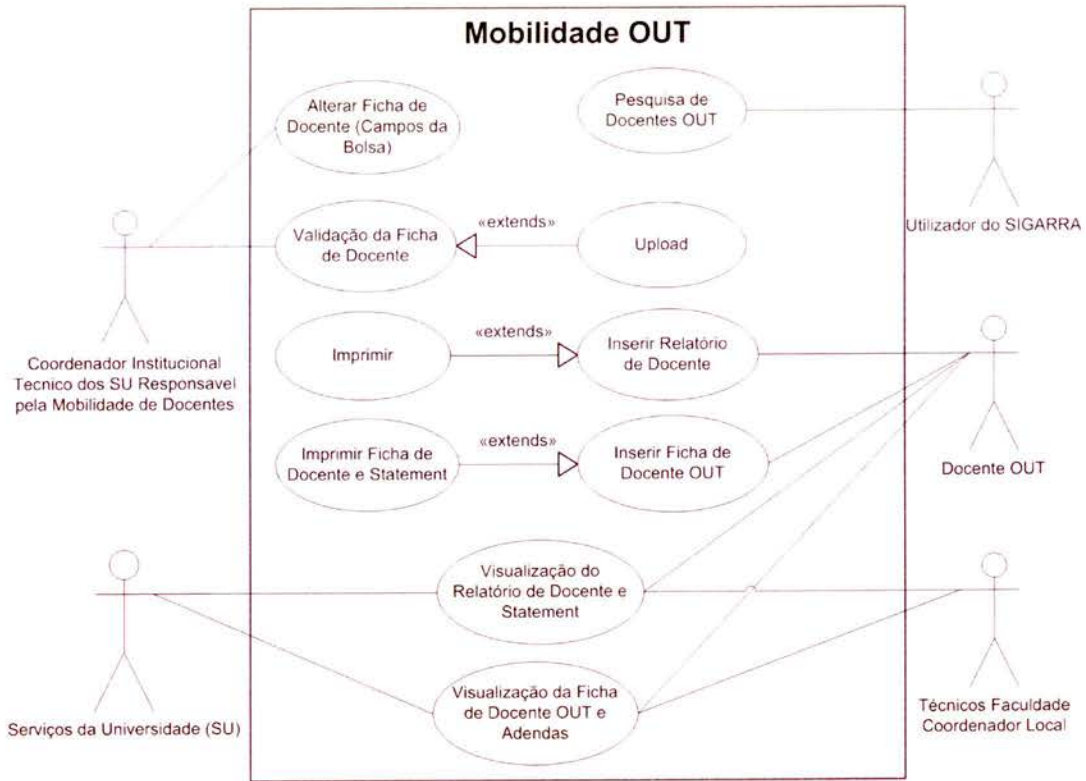 Mobilidade OUT
Alterar Ficha de
Docente (Campos da
Bolsa)
Pesquisa de
Docentes OUT
Utilizador do SIGARRA
Validação da Ficha
de Docente
«extends»
Upload
Coordenador Institucional
Tecnico dos SU Responsavel
pela Mobilidade de Docentes
Imprimir
«extends»
Inserir Relatório
de Docente
Imprimir Ficha de
Docente e Statement
«extends»
Inserir Ficha de
Docente OUT
Docente OUT
Visualização do
Relatório de Docente e
Statement
Visualização da Ficha
de Docente OUT e
Adendas
Serviços da Universidade (SU)
Técnicos Faculdade
Coordenador Local